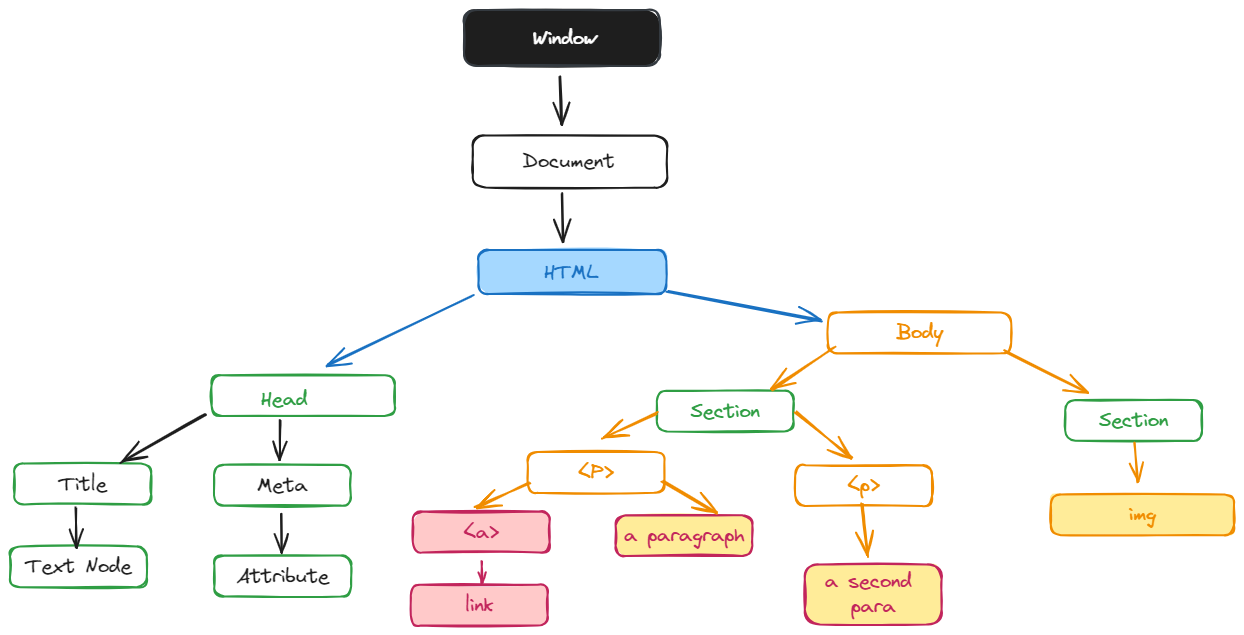 Window
Document
HTML
Body
Head
Section
Section
Title
Meta
<P>
<p>
img
<a>
a paragraph
Text Node
Attribute
link
a second
para